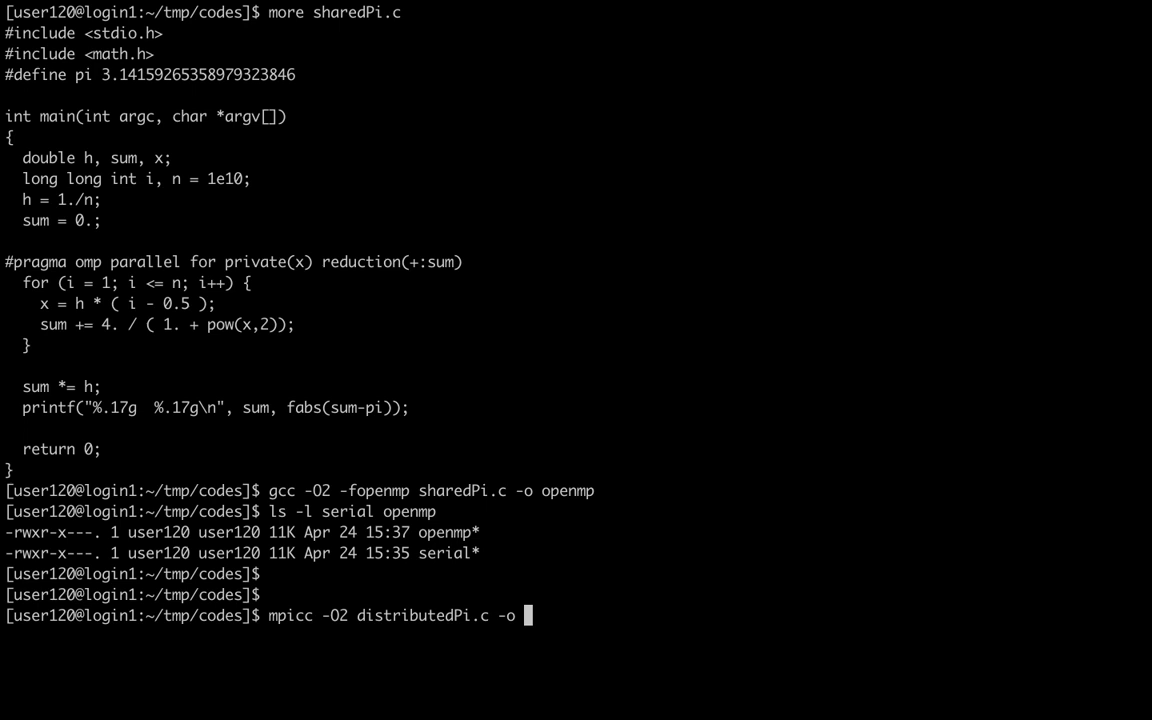 [user120@login1:~/tmp/codes]$ more sharedPi.c
#include <stdio.h>
#include <math.h>
#define pi 3.14159265358979323846
int main(int argc, char *argv[])
{
  double h, sum, x;
  long long int i, n = 1e10;
  h = 1./n;
  sum = 0.;
#pragma omp parallel for private(x) reduction(+:sum)
  for (i = 1; i <= n; i++) {
    x = h * ( i - 0.5 );
    sum += 4. / ( 1. + pow(x,2));
  }
  sum *= h;
  printf("%.17g  %.17g\n", sum, fabs(sum-pi));
  return 0;
}
[user120@login1:~/tmp/codes]$ gcc -O2 -fopenmp sharedPi.c -o openmp
[user120@login1:~/tmp/codes]$ ls -l serial openmp
-rwxr-x---. 1 user120 user120 11K Apr 24 15:37 openmp*
-rwxr-x---. 1 user120 user120 11K Apr 24 15:35 serial*
[user120@login1:~/tmp/codes]$
[user120@login1:~/tmp/codes]$
[user120@login1:~/tmp/codes]$ mpicc -O2 distributedPi.c -o